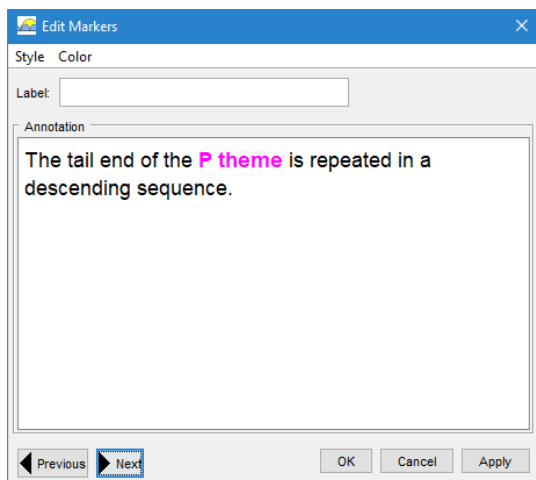 Edit Markers
Style Color
Label:
Annotation
The tail end of the P theme is repeated in a
descending sequence.
Previous Next OK Cancel Apply